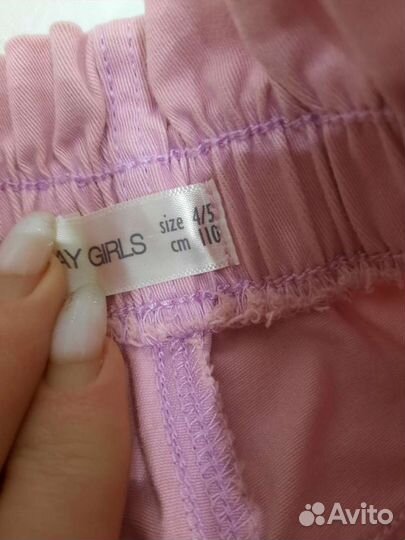 AY GIRLS
size 4/5
cm 110
Avito